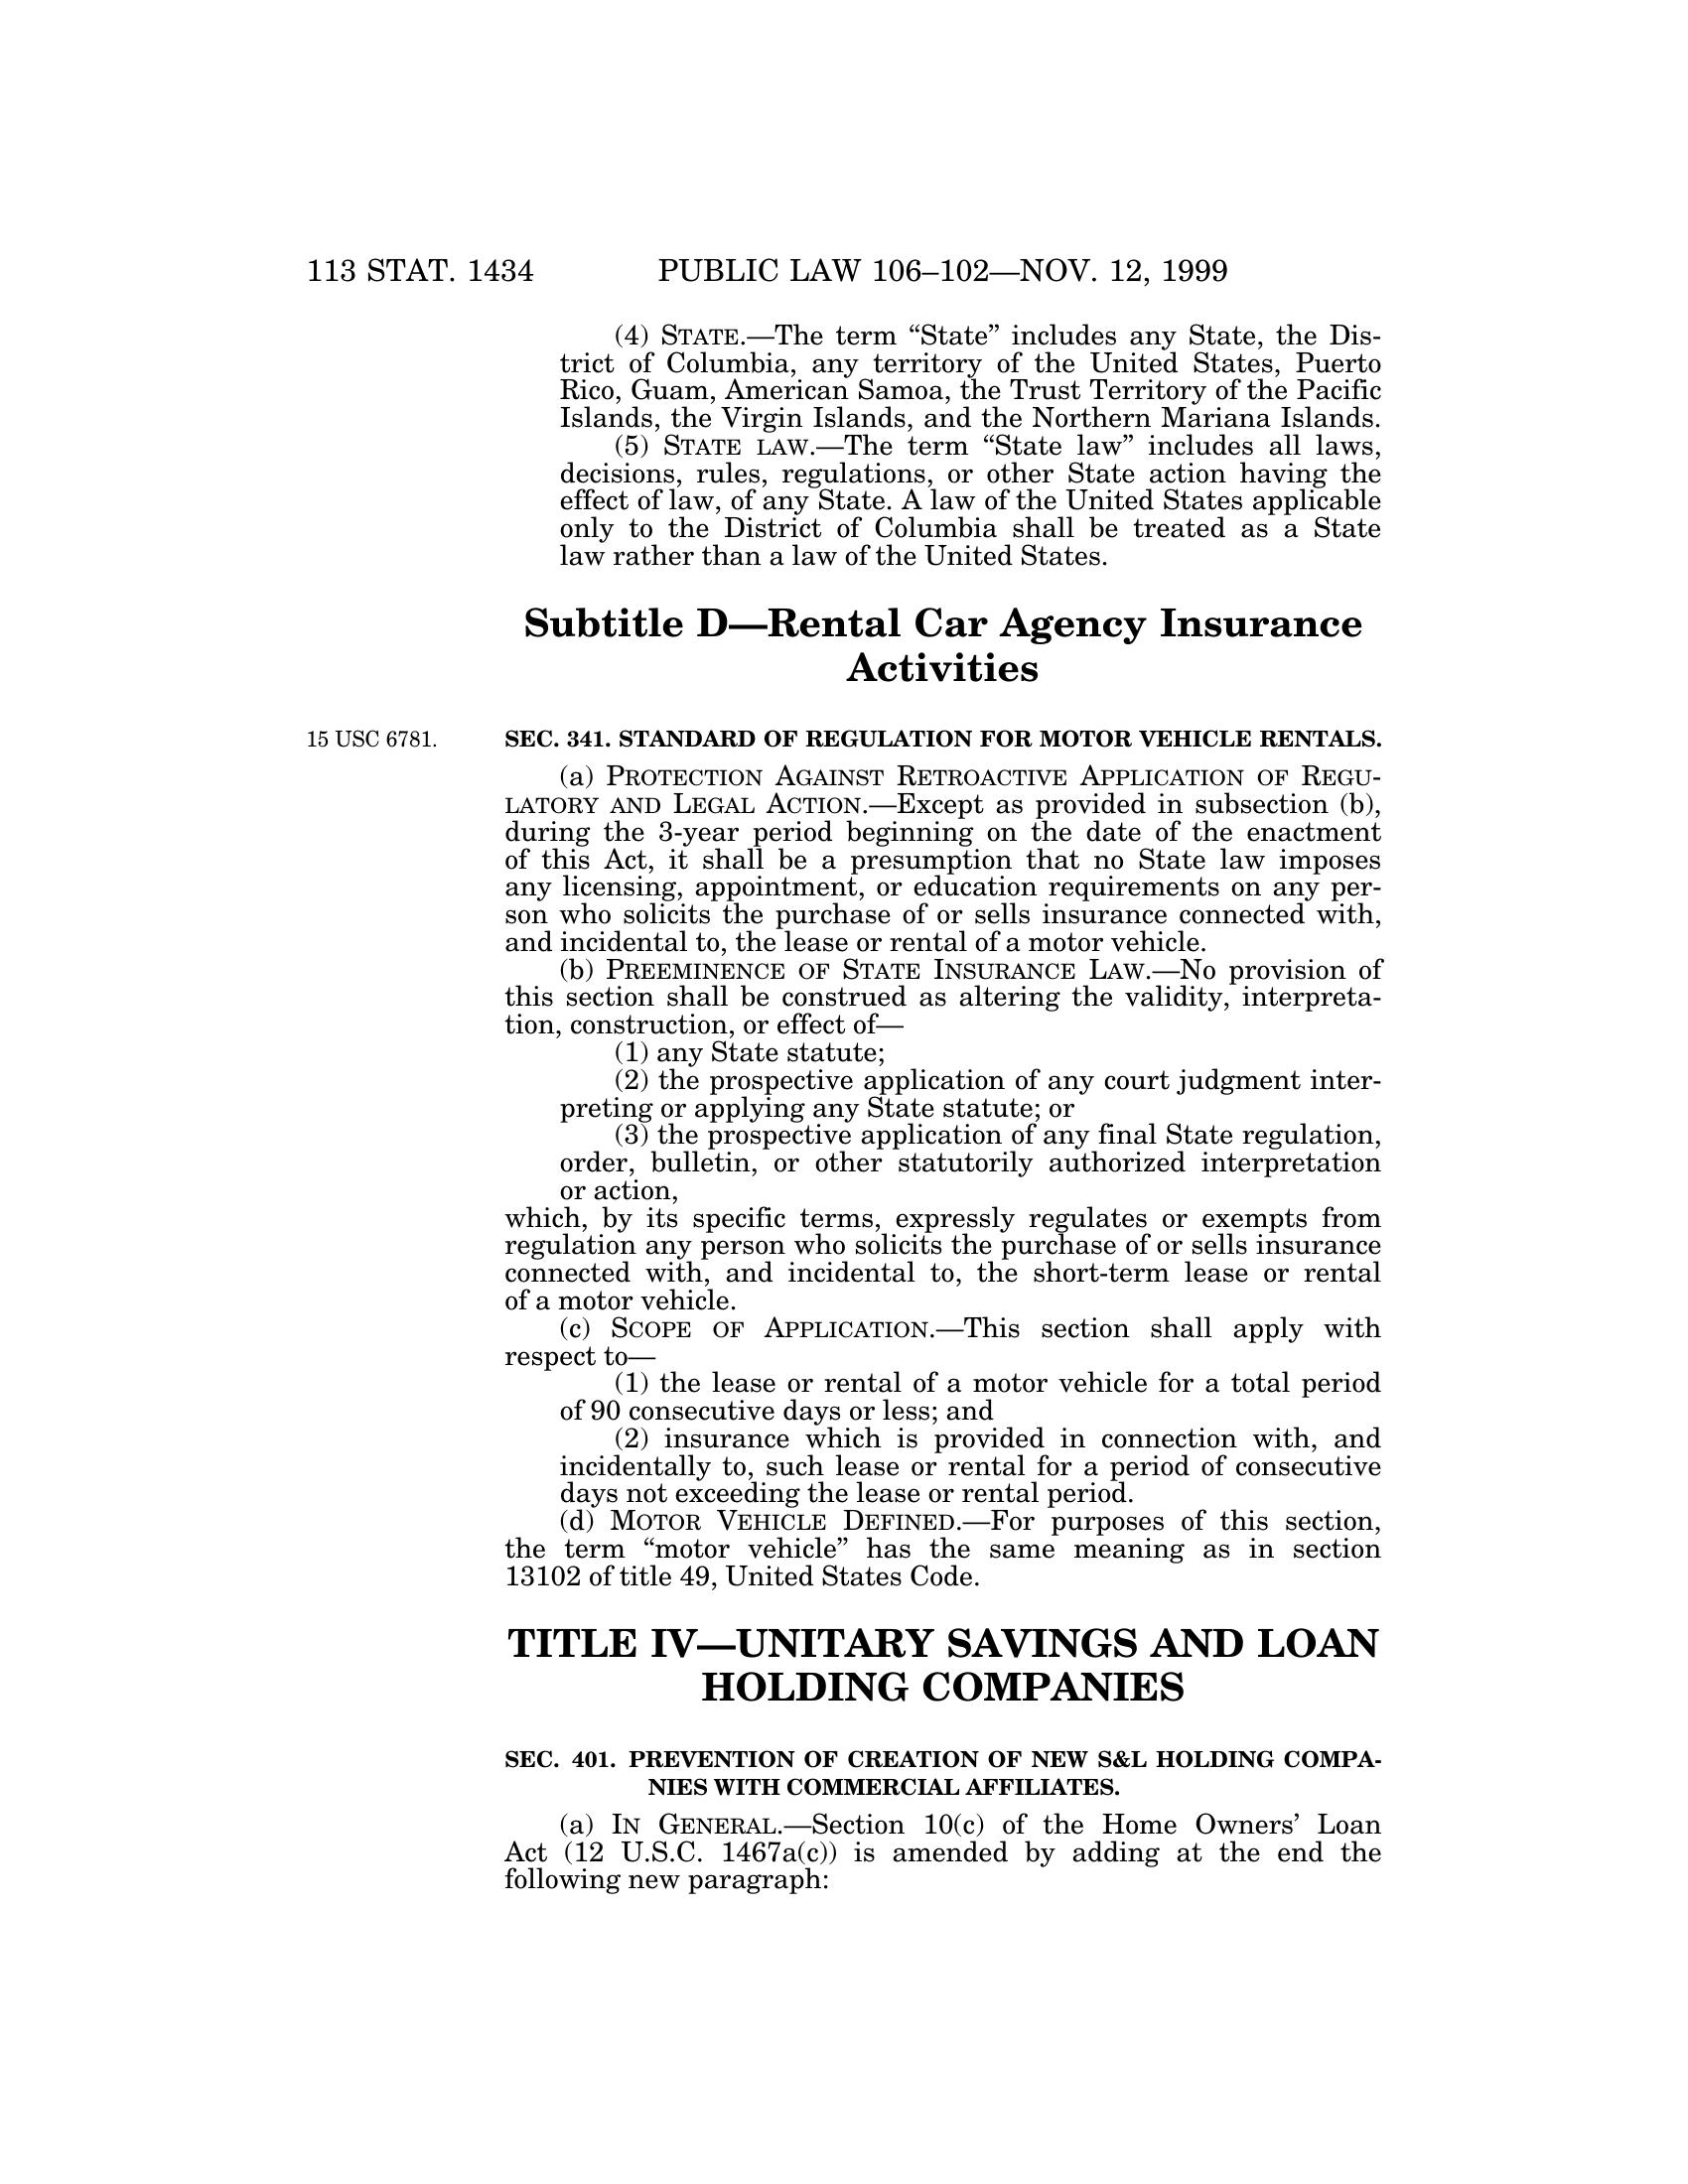 113 STAT. 1434 PUBLIC LAW 106–102—NOV. 12, 1999
(4) STATE.—The term “State” includes any State, the Dis-
trict of Columbia, any territory of the United States, Puerto
Rico, Guam, American Samoa, the Trust Territory of the Pacific
Islands, the Virgin Islands, and the Northern Mariana Islands.
(5) STATE LAW.—The term “State law” includes all laws,
decisions, rules, regulations, or other State action having the
effect of law, of any State. A law of the United States applicable
only to the District of Columbia shall be treated as a State
law rather than a law of the United States.
Subtitle D—Rental Car Agency Insurance
Activities
15 USC 6781.
SEC. 341. STANDARD OF REGULATION FOR MOTOR VEHICLE RENTALS.
(a) PROTECTION AGAINST RETROACTIVE APPLICATION OF REGU-
LATORY AND LEGAL ACTION.—Except as provided in subsection (b),
during the 3-year period beginning on the date of the enactment
of this Act, it shall be a presumption that no State law imposes
any licensing, appointment, or education requirements on any per-
son who solicits the purchase of or sells insurance connected with,
and incidental to, the lease or rental of a motor vehicle.
(b) PREEMINENCE OF STATE INSURANCE LAW.—No provision of
this section shall be construed as altering the validity, interpreta-
tion, construction, or effect of—
(1) any State statute;
(2) the prospective application of any court judgment inter-
preting or applying any State statute; or
(3) the prospective application of any final State regulation,
order, bulletin, or other statutorily authorized interpretation
or action,
which, by its specific terms, expressly regulates or exempts from
regulation any person who solicits the purchase of or sells insurance
connected with, and incidental to, the short-term lease or rental
of a motor vehicle.
(c) SCOPE OF APPLICATION.—This section shall apply with
respect to—
(1) the lease or rental of a motor vehicle for a total period
of 90 consecutive days or less; and
(2) insurance which is provided in connection with, and
incidentally to, such lease or rental for a period of consecutive
days not exceeding the lease or rental period.
(d) MOTOR VEHICLE DEFINED.—For purposes of this section,
the term “motor vehicle” has the same meaning as in section
13102 of title 49, United States Code.
TITLE IV—UNITARY SAVINGS AND LOAN
HOLDING COMPANIES
SEC. 401. PREVENTION OF CREATION OF NEW S&L HOLDING COMPA-
NIES WITH COMMERCIAL AFFILIATES.
(a) IN GENERAL.—Section 10(c) of the Home Owners’ Loan
Act (12 U.S.C. 1467a(c)) is amended by adding at the end the
following new paragraph: